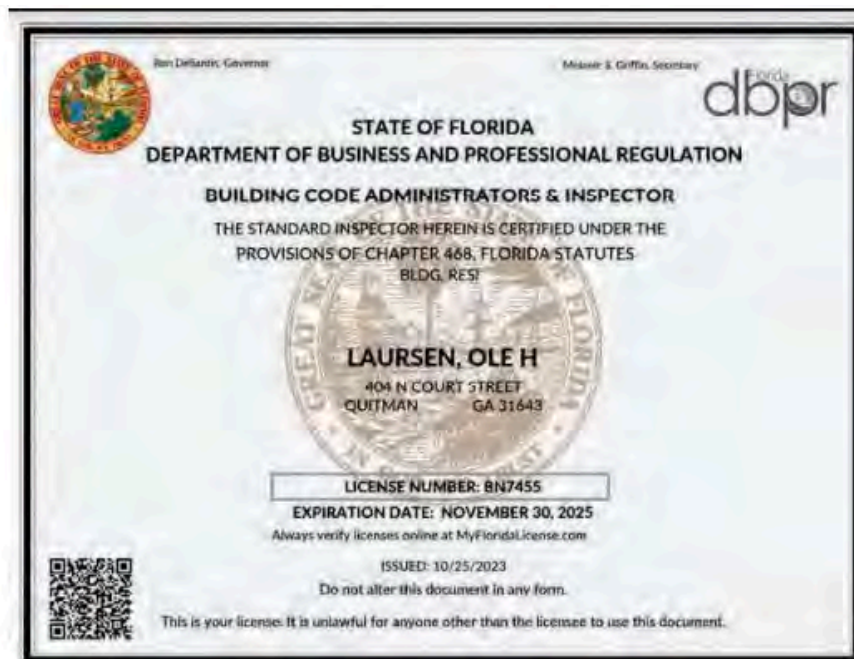 Ron DeSantis, Governor
Melanie S. Griffin, Secretary
Florida
dbpr
STATE OF FLORIDA
DEPARTMENT OF BUSINESS AND PROFESSIONAL REGULATION
BUILDING CODE ADMINISTRATORS & INSPECTOR
THE STANDARD INSPECTOR HEREIN IS CERTIFIED UNDER THE
PROVISIONS OF CHAPTER 468, FLORIDA STATUTES
BLDG, RESI
LAURSEN, OLE H
404 N COURT STREET
QUITMAN GA 31643
LICENSE NUMBER: BN7455
EXPIRATION DATE: NOVEMBER 30, 2025
Always verify licenses online at MyFloridaLicense.com
ISSUED: 10/25/2023
Do not alter this document in any form.
This is your license. It is unlawful for anyone other than the licensee to use this document.